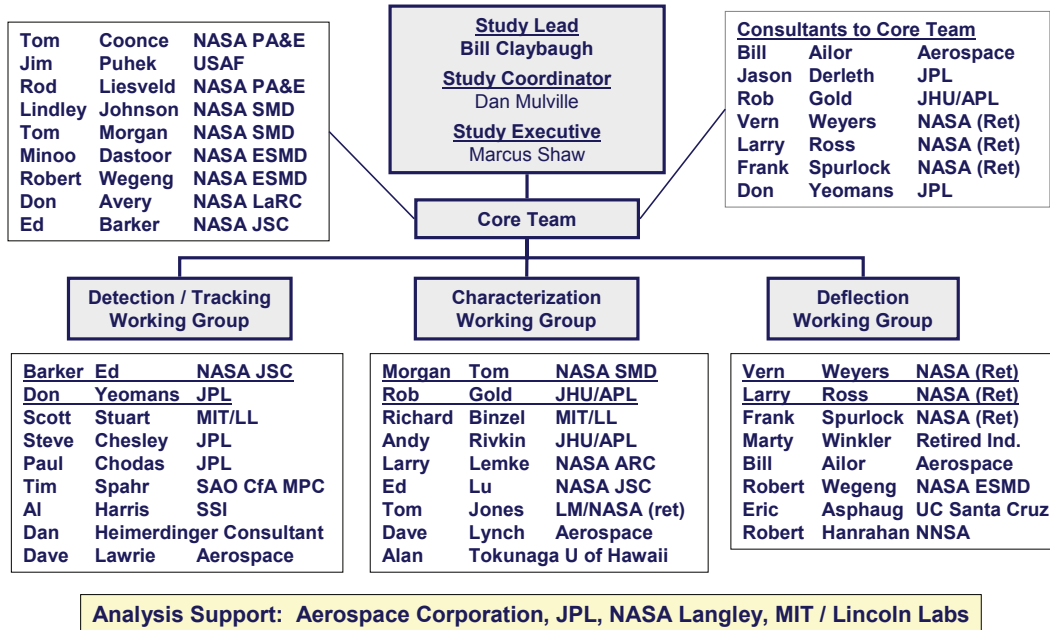 Tom Coonce NASA PA&E
Jim Puhek USAF
Rod Liesveld NASA PA&E
Lindley Johnson NASA SMD
Tom Morgan NASA SMD
Minoo Dastoor NASA ESMD
Robert Wegeng NASA ESMD
Don Avery NASA LaRC
Ed Barker NASA JSC
Study Lead
Bill Claybaugh
Study Coordinator
Dan Mulville
Study Executive
Marcus Shaw
Consultants to Core Team
Bill Ailor Aerospace
Jason Derleth JPL
Rob Gold JHU/APL
Vern Weyers NASA (Ret)
Larry Ross NASA (Ret)
Frank Spurlock NASA (Ret)
Don Yeomans JPL
Core Team
Detection / Tracking
Working Group
Characterization
Working Group
Deflection
Working Group
Barker Ed NASA JSC
Don Yeomans JPL
Scott Stuart MIT/LL
Steve Chesley JPL
Paul Chodas JPL
Tim Spahr SAO CfA MPC
Al Harris SSI
Dan Heimerdinger Consultant
Dave Lawrie Aerospace
Morgan Tom NASA SMD
Rob Gold JHU/APL
Richard Binzel MIT/LL
Andy Rivkin JHU/APL
Larry Lemke NASA ARC
Ed Lu NASA JSC
Tom Jones LM/NASA (ret)
Dave Lynch Aerospace
Alan Tokunaga U of Hawaii
Vern Weyers NASA (Ret)
Larry Ross NASA (Ret)
Frank Spurlock NASA (Ret)
Marty Winkler Retired Ind.
Bill Ailor Aerospace
Robert Wegeng NASA ESMD
Eric Asphaug UC Santa Cruz
Robert Hanrahan NNSA
Analysis Support: Aerospace Corporation, JPL, NASA Langley, MIT / Lincoln Labs